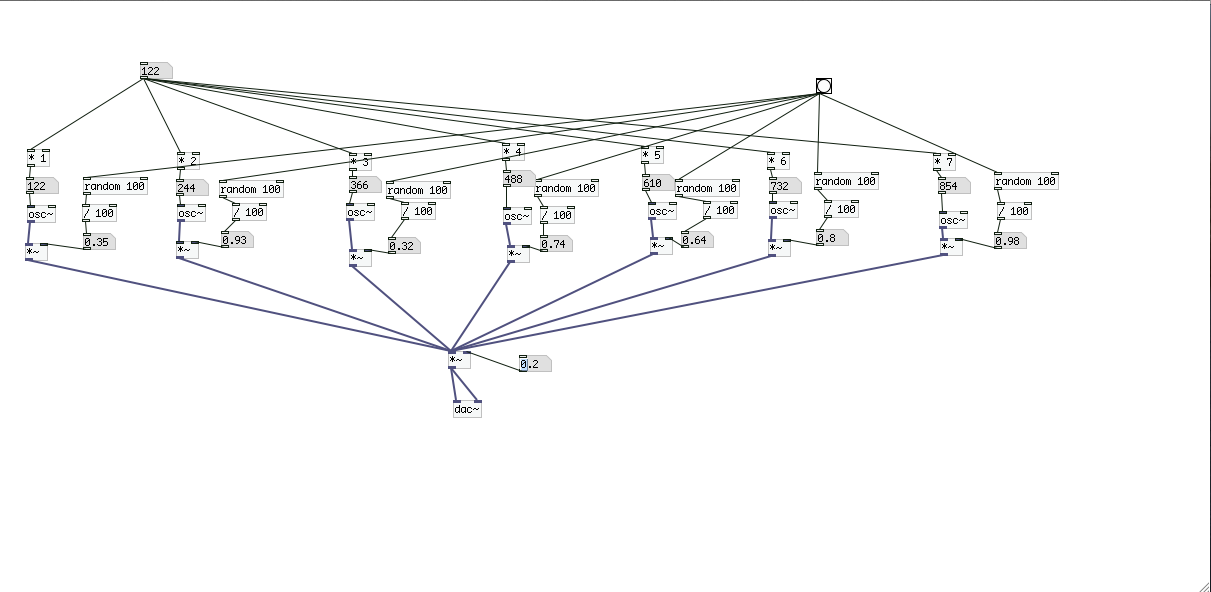 122
* 1
* 2
* 3
* 4
* 5
* 6
* 7
122
random 100
244
random 100
366
random 100
488
random 100
610
random 100
732
random 100
854
random 100
osc~
/ 100
osc~
/ 100
osc~
/ 100
osc~
/ 100
osc~
/ 100
osc~
/ 100
osc~
/ 100
*~
0.35
*~
0.93
*~
0.32
*~
0.74
*~
0.64
*~
0.8
*~
0.98
*~
0.2
dac~